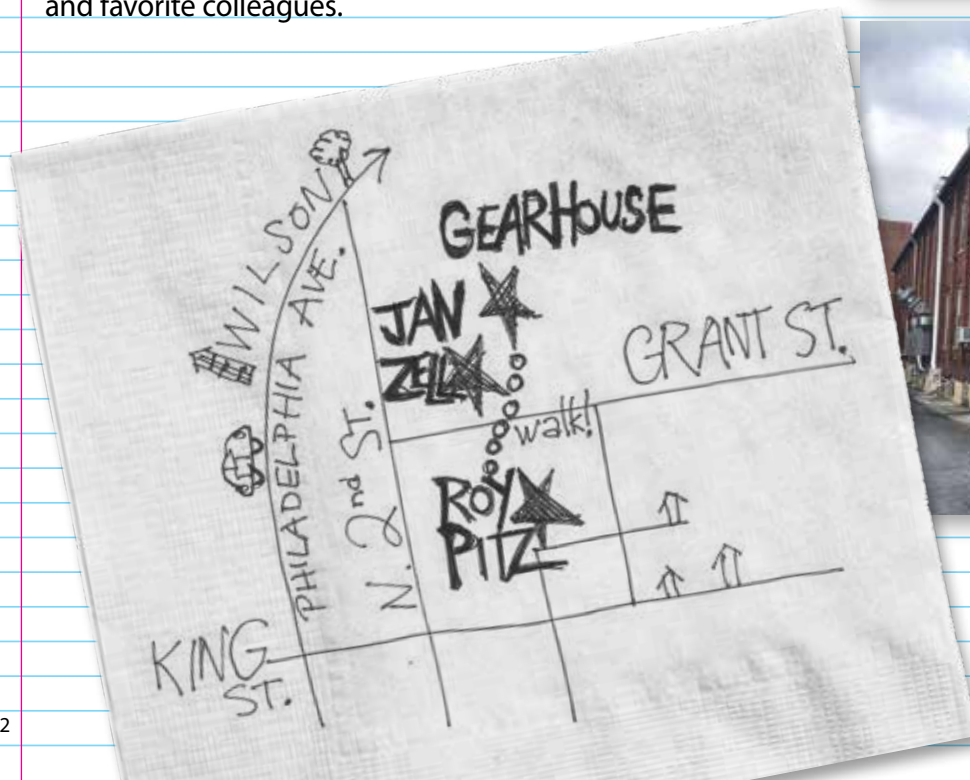 and favorite colleagues.
WILSON
GEARHOUSE
PHILADELPHIA AVE.
JAN
ZELL
GRANT ST.
walk!
N. 2nd ST.
ROY
PITZ
KING
ST.
2